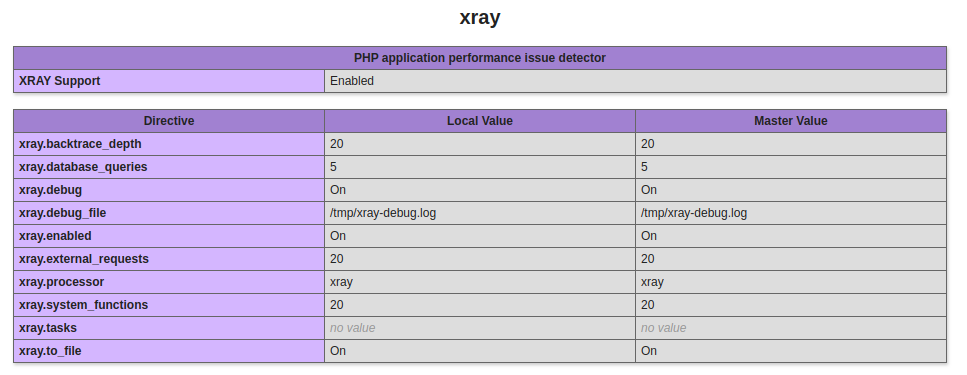 xray
PHP application performance issue detector
XRAY Support Enabled
Directive Local Value Master Value
xray.backtrace_depth 20 20
xray.database_queries 5 5
xray.debug On On
xray.debug_file /tmp/xray-debug.log /tmp/xray-debug.log
xray.enabled On On
xray.external_requests 20 20
xray.processor xray xray
xray.system_functions 20 20
xray.tasks no value no value
xray.to_file On On